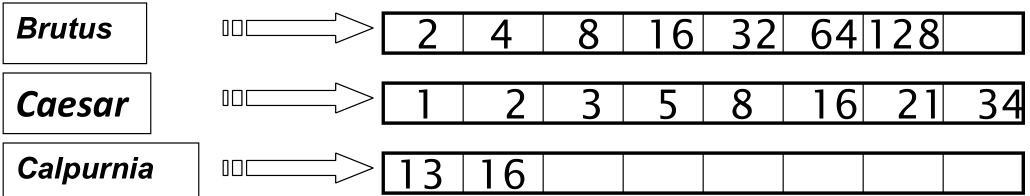 Brutus 2 4 8 16 32 64 128
Caesar 1 2 3 5 8 16 21 34
Calpurnia 13 16